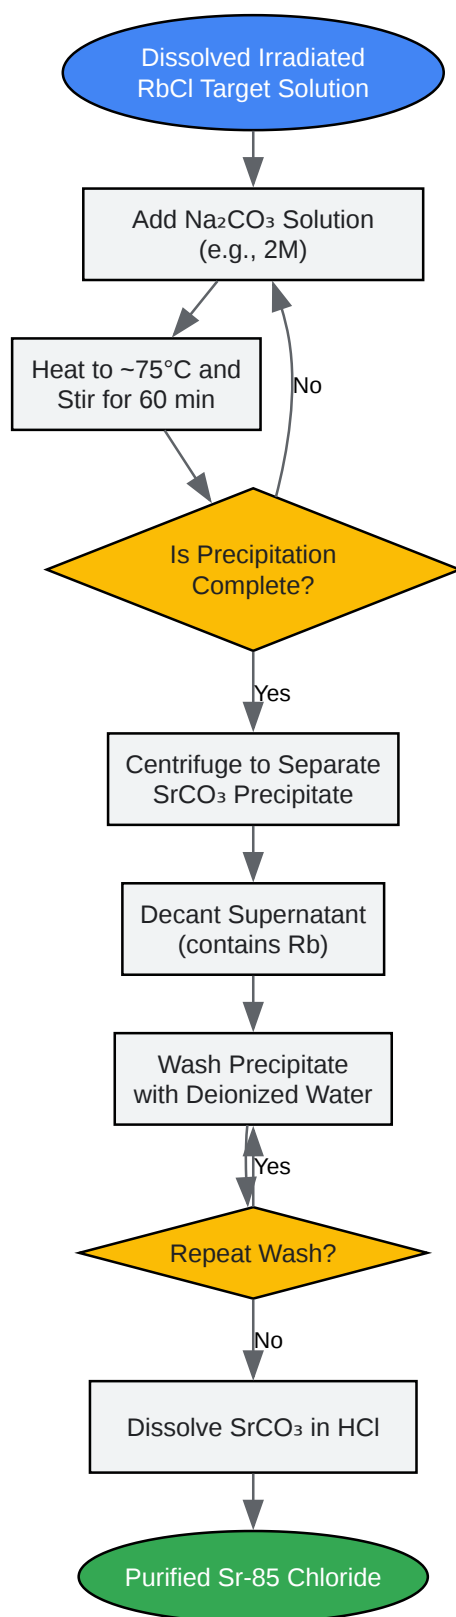 Dissolved Irradiated
RbCl Target Solution
Add Na₂CO₃ Solution
(e.g., 2M)
Heat to ~75°C and
Stir for 60 min
No
Is Precipitation
Complete?
Yes
Centrifuge to Separate
SrCO₃ Precipitate
Decant Supernatant
(contains Rb)
Wash Precipitate
with Deionized Water
Yes
Repeat Wash?
No
Dissolve SrCO₃ in HCl
Purified Sr-85 Chloride